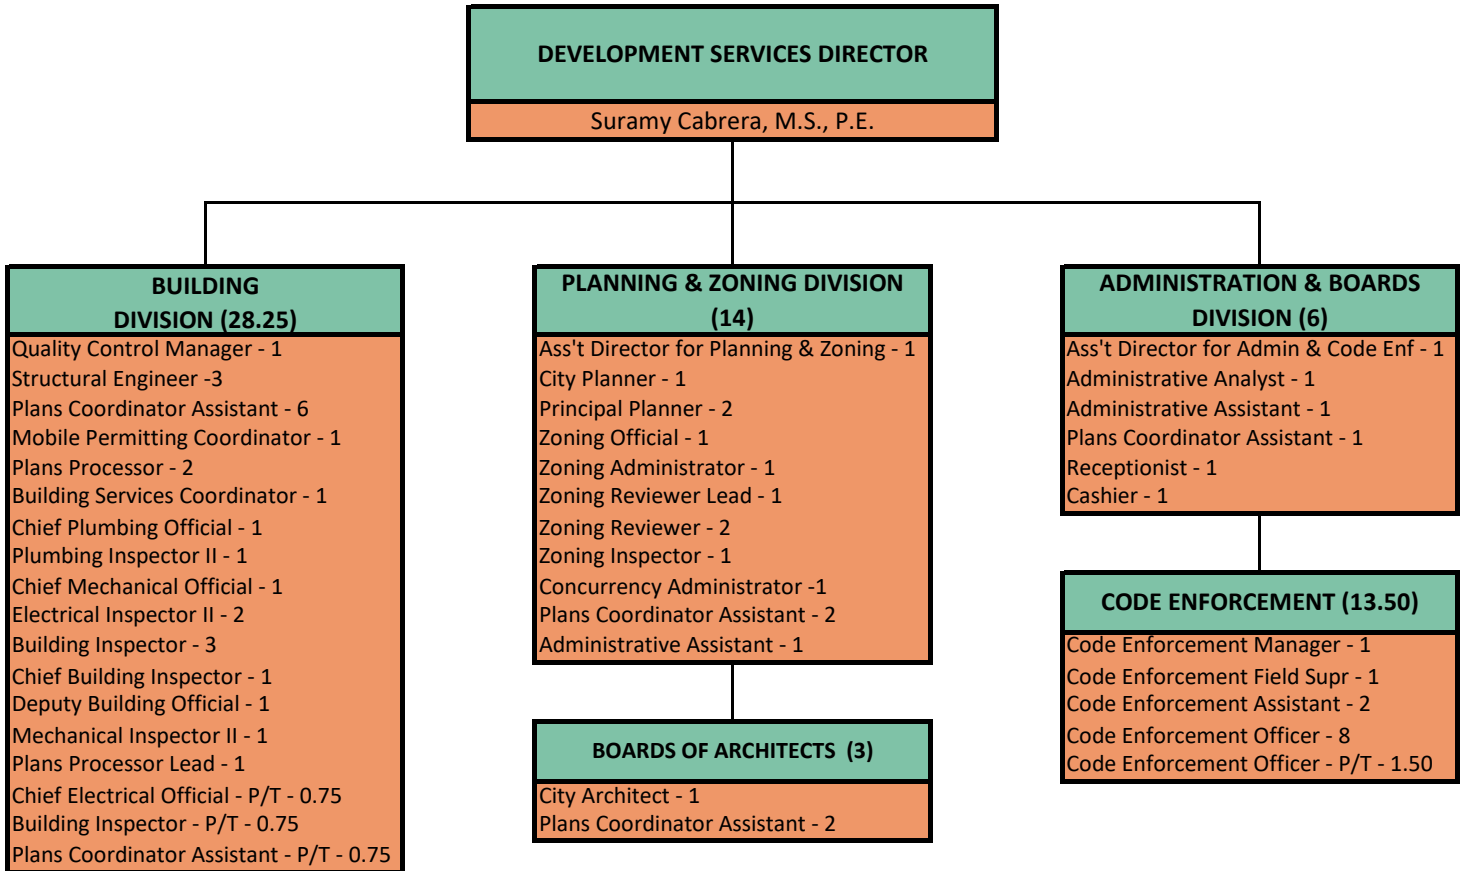 DEVELOPMENT SERVICES DIRECTOR
Suramy Cabrera, M.S., P.E.
BUILDING
DIVISION (28.25)
Quality Control Manager - 1
Structural Engineer -3
Plans Coordinator Assistant - 6
Mobile Permitting Coordinator - 1
Plans Processor - 2
Building Services Coordinator - 1
Chief Plumbing Official - 1
Plumbing Inspector II - 1
Chief Mechanical Official - 1
Electrical Inspector II - 2
Building Inspector - 3
Chief Building Inspector - 1
Deputy Building Official - 1
Mechanical Inspector II - 1
Plans Processor Lead - 1
Chief Electrical Official - P/T - 0.75
Building Inspector - P/T - 0.75
Plans Coordinator Assistant - P/T - 0.75
PLANNING & ZONING DIVISION
(14)
Ass't Director for Planning & Zoning - 1
City Planner - 1
Principal Planner - 2
Zoning Official - 1
Zoning Administrator - 1
Zoning Reviewer Lead - 1
Zoning Reviewer - 2
Zoning Inspector - 1
Concurrency Administrator -1
Plans Coordinator Assistant - 2
Administrative Assistant - 1
BOARDS OF ARCHITECTS (3)
City Architect - 1
Plans Coordinator Assistant - 2
ADMINISTRATION & BOARDS
DIVISION (6)
Ass't Director for Admin & Code Enf - 1
Administrative Analyst - 1
Administrative Assistant - 1
Plans Coordinator Assistant - 1
Receptionist - 1
Cashier - 1
CODE ENFORCEMENT (13.50)
Code Enforcement Manager - 1
Code Enforcement Field Supr - 1
Code Enforcement Assistant - 2
Code Enforcement Officer - 8
Code Enforcement Officer - P/T - 1.50